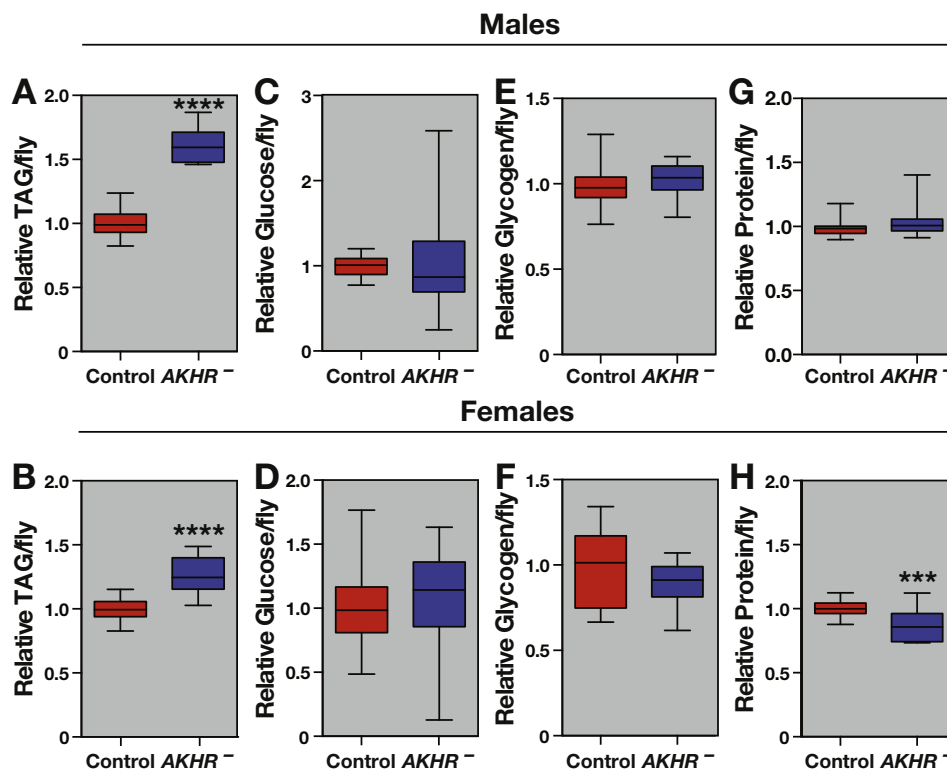 Males
A
Relative TAG/fly
2.0
1.5
1.0
0.5
0
****
Control AKHR −
C
Relative Glucose/fly
3
2
1
0
Control AKHR −
E
Relative Glycogen/fly
1.5
1.0
0.5
0
Control AKHR −
G
Relative Protein/fly
2.0
1.5
1.0
0.5
0.0
Control AKHR −
Females
B
Relative TAG/fly
2.0
1.5
1.0
0.5
0
****
Control AKHR −
D
Relative Glucose/fly
2.0
1.5
1.0
0.5
0
Control AKHR −
F
Relative Glycogen/fly
1.5
1.0
0.5
0
Control AKHR −
H
Relative Protein/fly
2.0
1.5
1.0
0.5
0
***
Control AKHR −